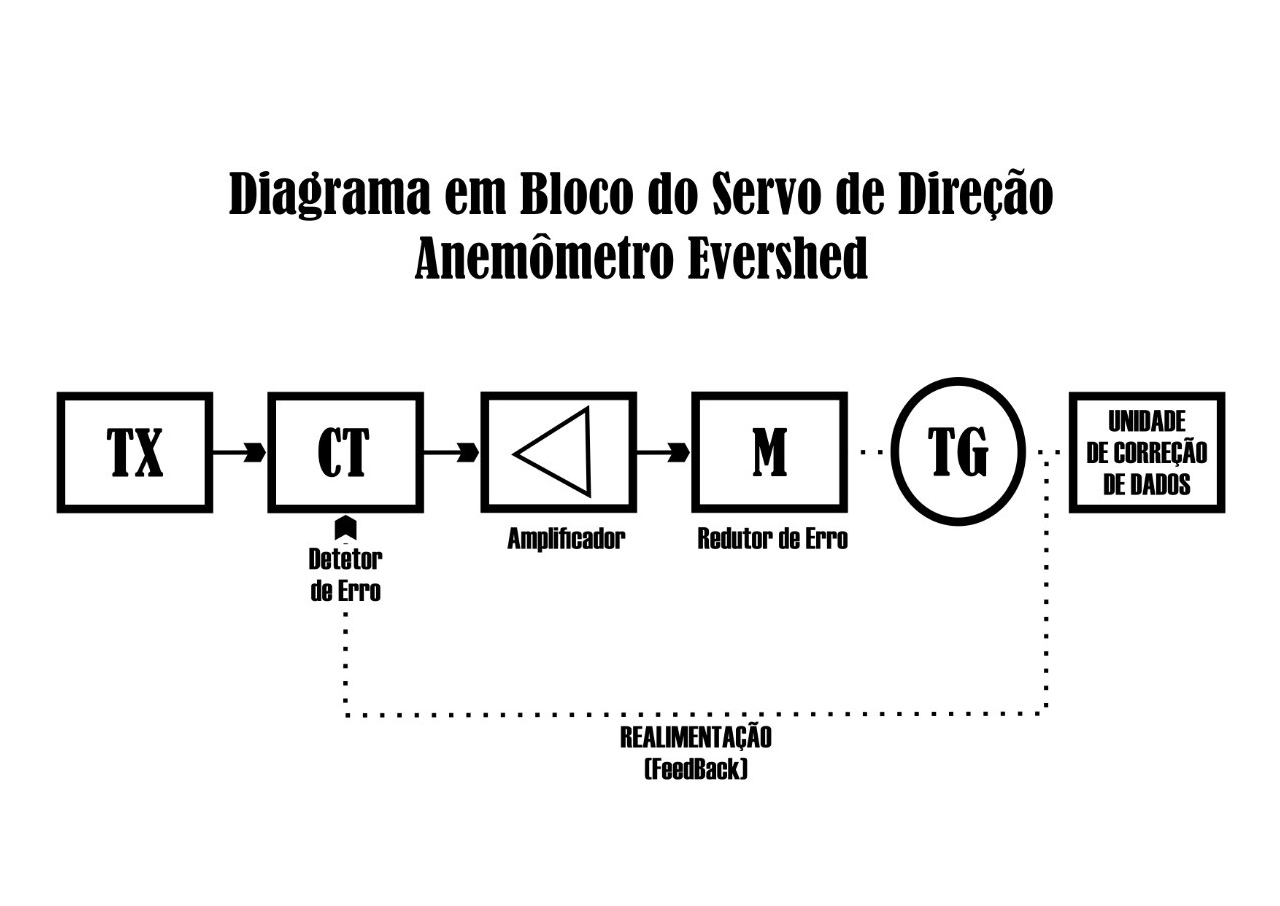 Diagrama em Bloco do Servo de Direção
Anemômetro Evershed
TX
CT
M
TG
UNIDADE
DE CORREÇÃO
DE DADOS
Amplificador
Redutor de Erro
Detetor
de Erro
REALIMENTAÇÃO
(FeedBack)